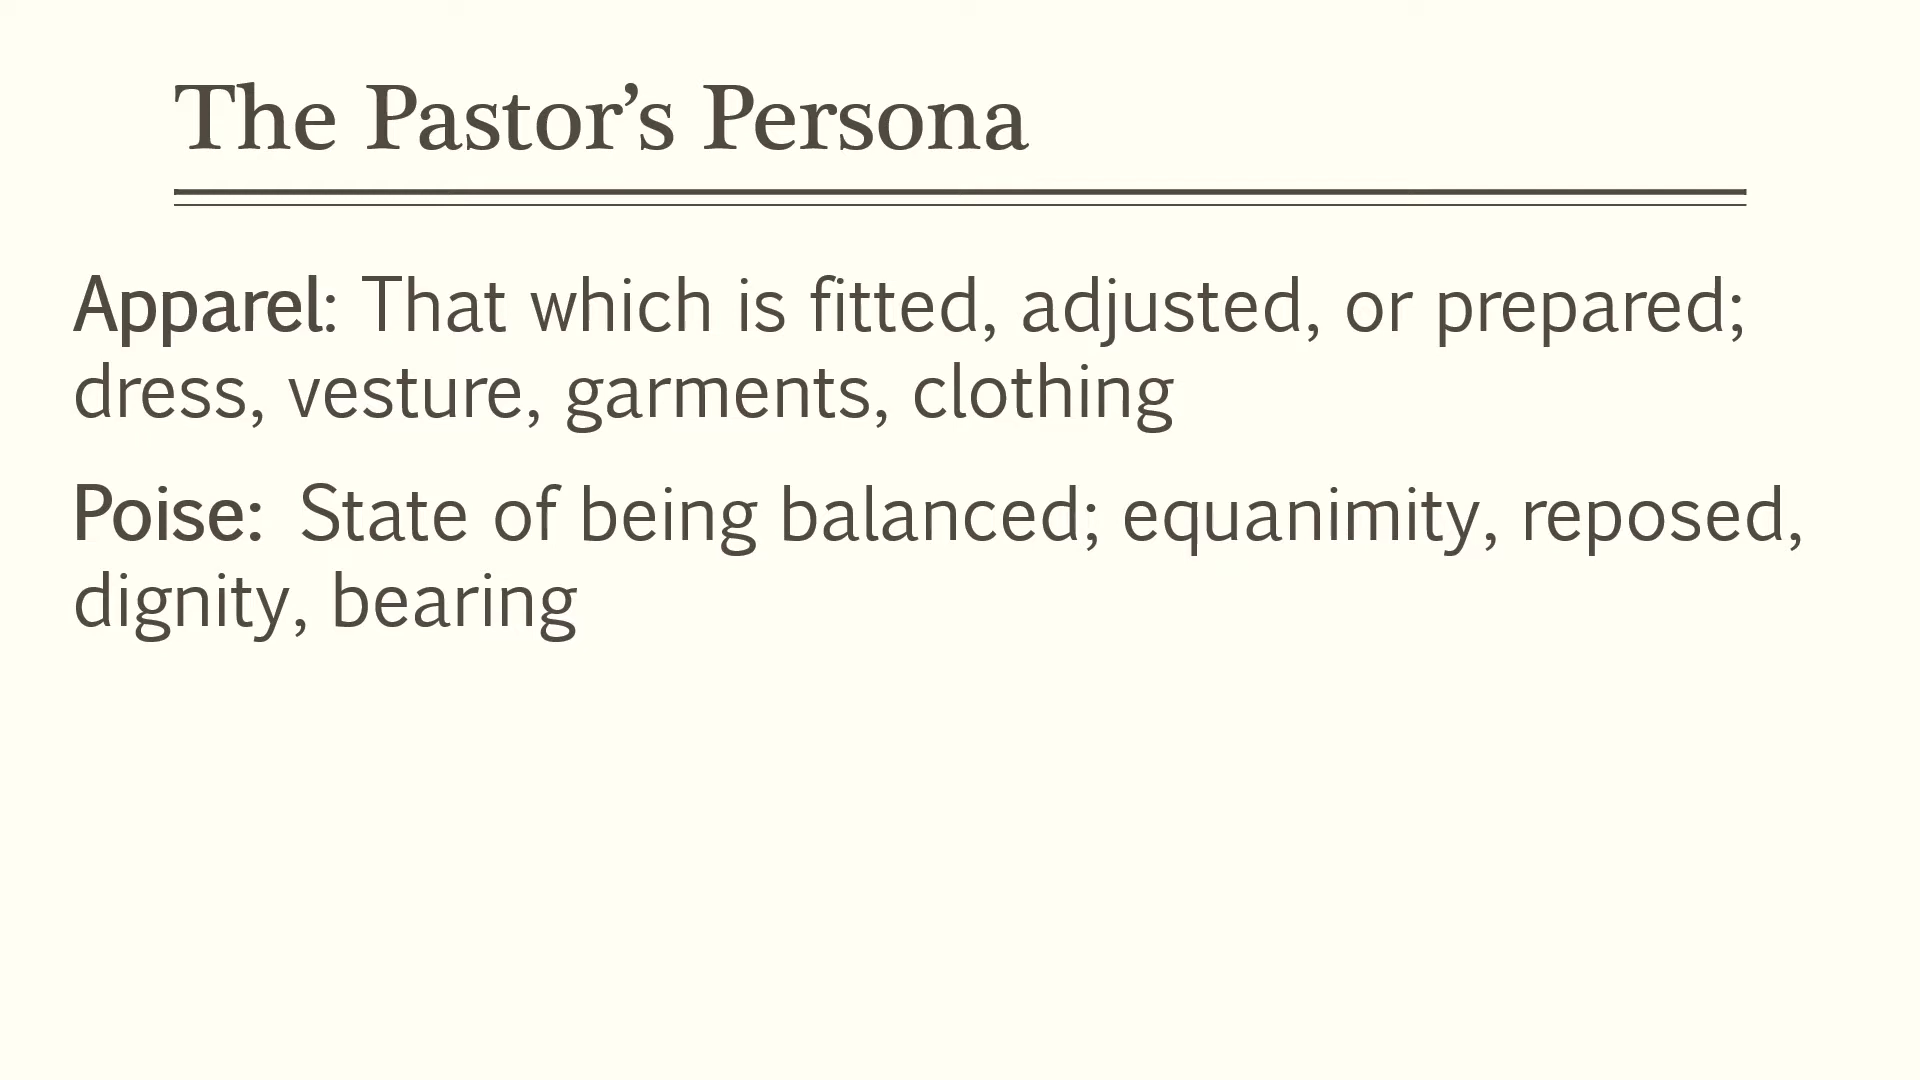 The Pastor’s Persona
Apparel: That which is fitted, adjusted, or prepared;
dress, vesture, garments, clothing
Poise:  State of being balanced; equanimity, reposed,
dignity, bearing